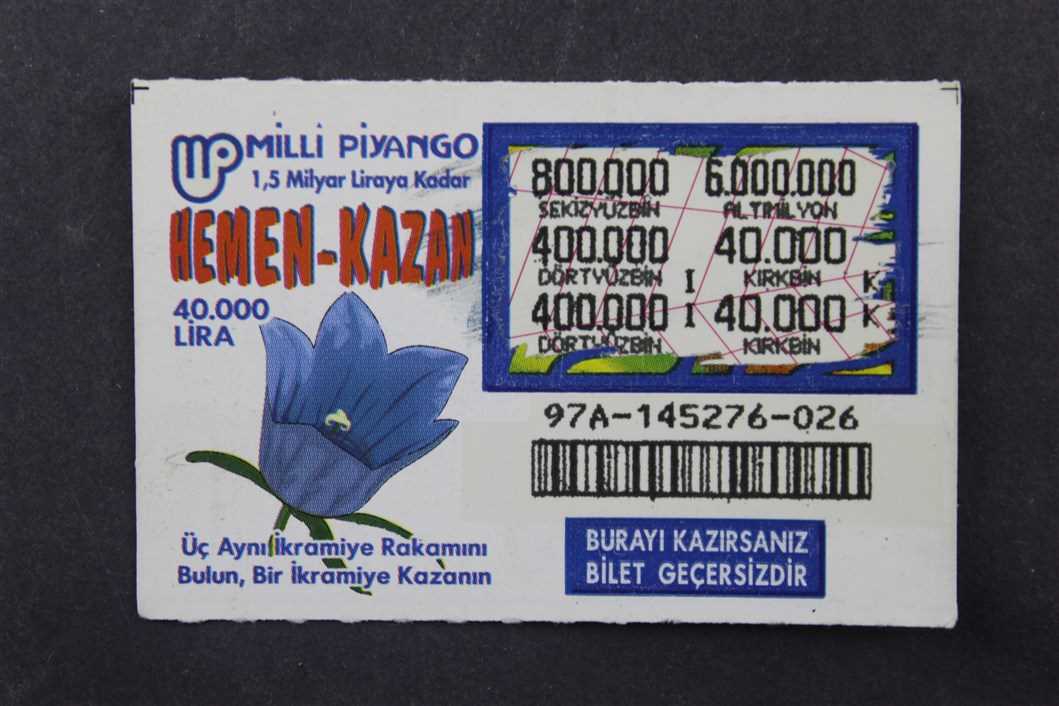 MİLLİ PİYANGO
1,5 Milyar Liraya Kadar
HEMEN-KAZAN
40.000
LİRA
800.000 6.000.000
SEKİZYÜZBİN ALTIMİLYON
400.000 40.000
DÖRTYÜZBİN I KIRKBİN K
400.000 I 40.000 K
DÖRTYÜZBİN KIRKBİN
97A-145276-026
Üç Aynı İkramiye Rakamını
Bulun, Bir İkramiye Kazanın
BURAYI KAZIRSANIZ
BİLET GEÇERSİZDİR